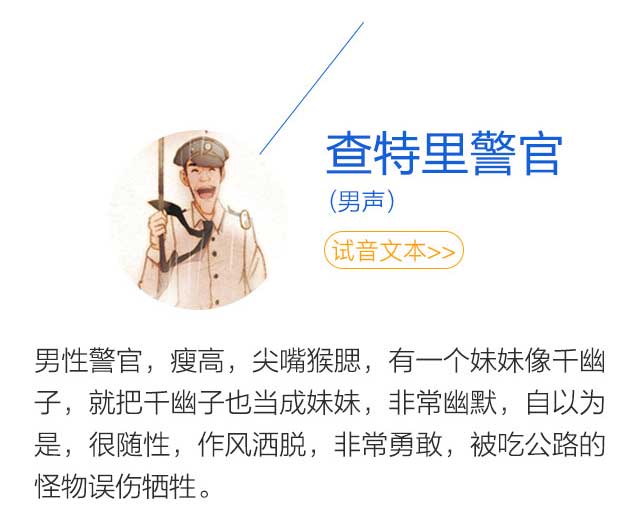 查特里警官
（男声）
试音文本>>
男性警官，瘦高，尖嘴猴腮，有一个妹妹像千幽
子，就把千幽子也当成妹妹，非常幽默，自以为
是，很随性，作风洒脱，非常勇敢，被吃公路的
怪物误伤牺牲。